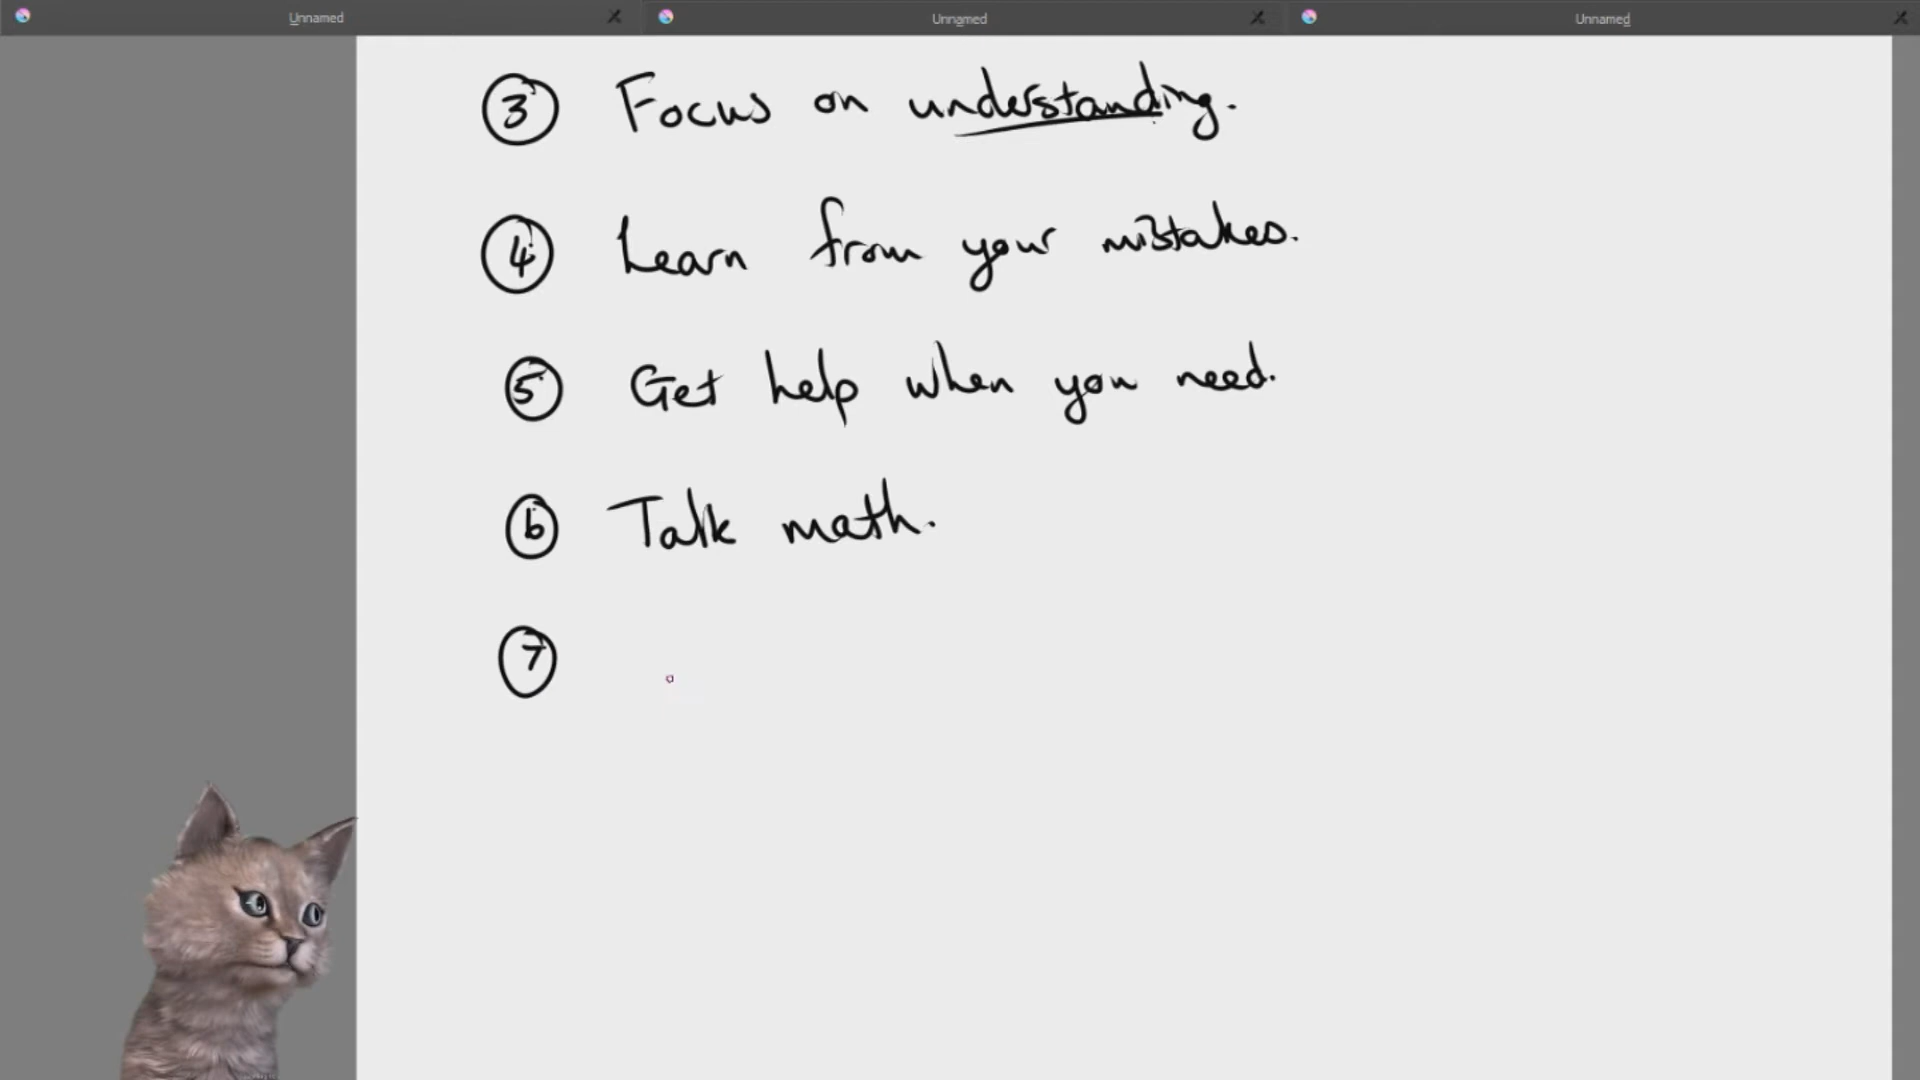 Unnamed Unnamed Unnamed
③ Focus on understanding.
④ Learn from your mistakes.
⑤ Get help when you need.
⑥ Talk math.
⑦